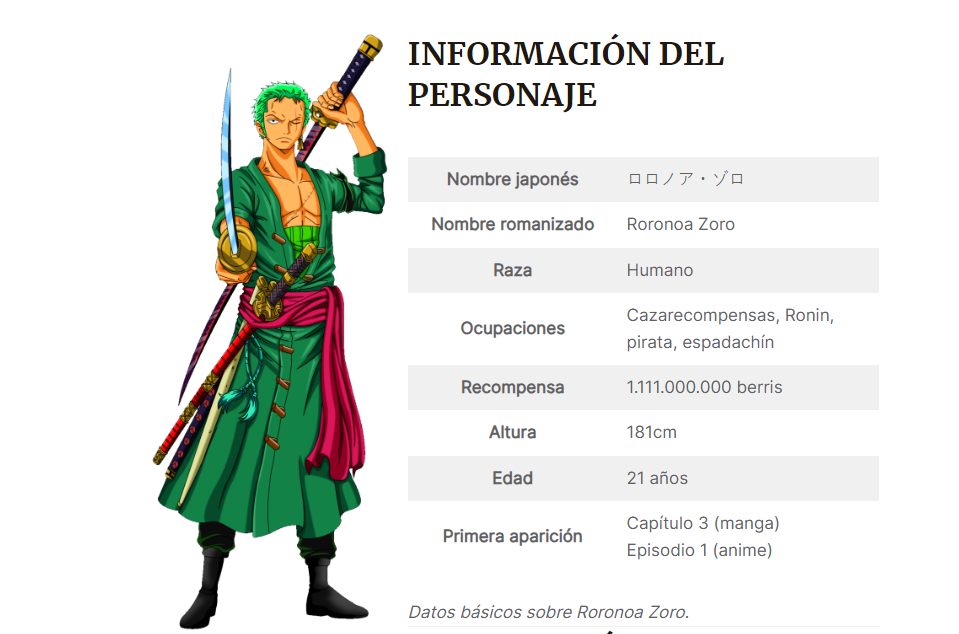 INFORMACIÓN DEL
PERSONAJE
Nombre japonés ロロノア・ゾロ
Nombre romanizado Roronoa Zoro
Raza Humano
Ocupaciones Cazarecompensas, Ronin,
pirata, espadachín
Recompensa 1.111.000.000 berris
Altura 181cm
Edad 21 años
Primera aparición Capítulo 3 (manga)
Episodio 1 (anime)
Datos básicos sobre Roronoa Zoro.